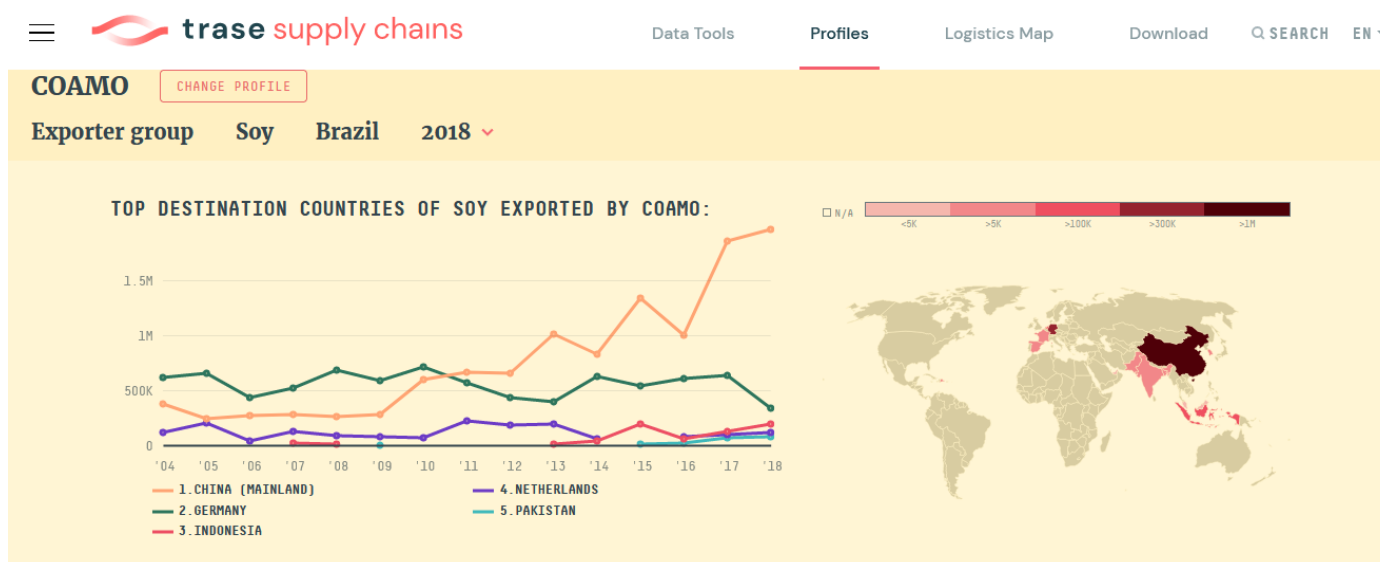 trase supply chains
Data Tools
Profiles
Logistics Map
Download
SEARCH
EN
COAMO
CHANGE PROFILE
Exporter group Soy Brazil 2018
TOP DESTINATION COUNTRIES OF SOY EXPORTED BY COAMO:
1.5M
1M
500K
0
'04 '05 '06 '07 '08 '09 '10 '11 '12 '13 '14 '15 '16 '17 '18
1.CHINA (MAINLAND)
2.GERMANY
3.INDONESIA
4.NETHERLANDS
5.PAKISTAN
N/A
<5K >5K >100K >300K >1M